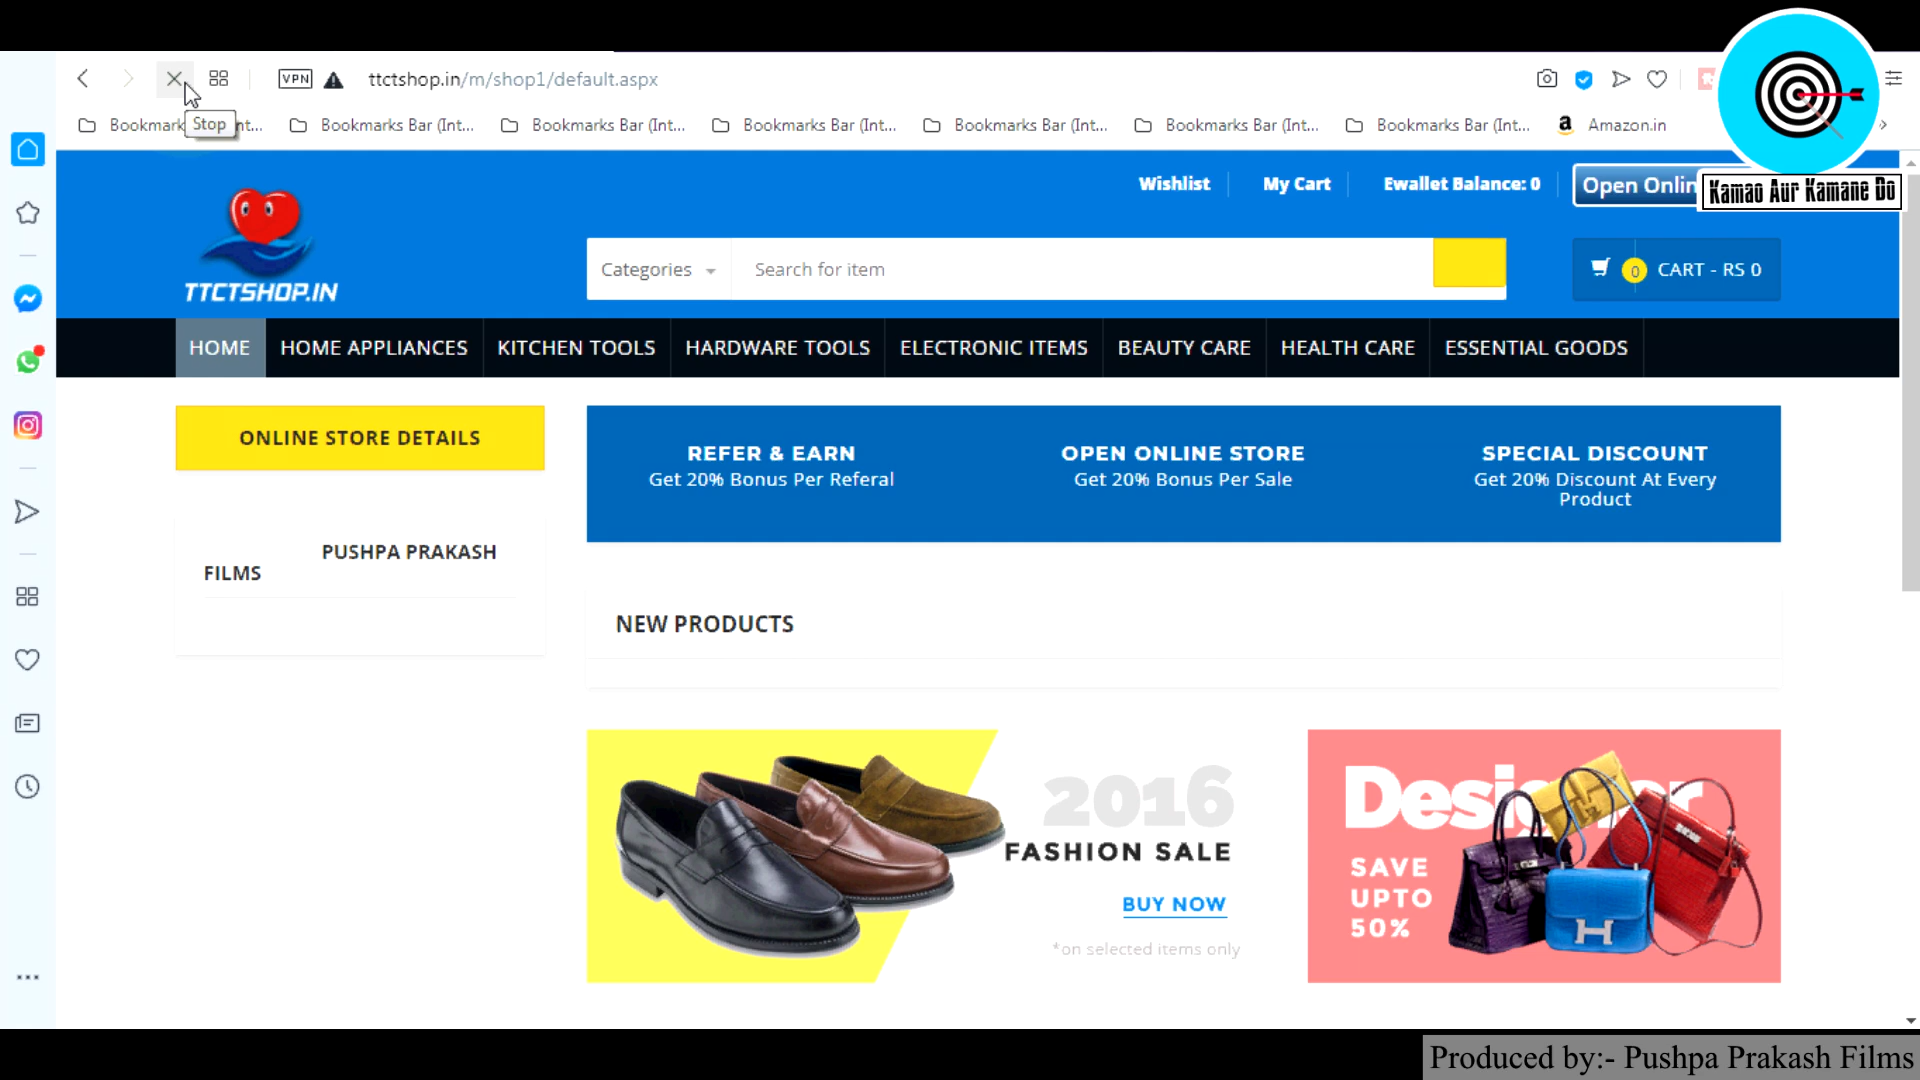 VPN
ttctshop.in/m/shop1/default.aspx
Bookmark
nt...
Bookmarks Bar (Int...
Bookmarks Bar (Int...
Bookmarks Bar (Int...
Bookmarks Bar (Int...
Bookmarks Bar (Int...
Bookmarks Bar (Int...
a Amazon.in
Stop
Wishlist
My Cart
Ewallet Balance: 0
Open Onlin
Kamao Aur Kamane Do
TTCTSHOP.IN
Categories
Search for item
0
CART - RS 0
HOME
HOME APPLIANCES
KITCHEN TOOLS
HARDWARE TOOLS
ELECTRONIC ITEMS
BEAUTY CARE
HEALTH CARE
ESSENTIAL GOODS
ONLINE STORE DETAILS
PUSHPA PRAKASH
FILMS
REFER & EARN
Get 20% Bonus Per Referal
OPEN ONLINE STORE
Get 20% Bonus Per Sale
SPECIAL DISCOUNT
Get 20% Discount At Every
Product
NEW PRODUCTS
2016
FASHION SALE
BUY NOW
*on selected items only
Designer
SAVE
UPTO
50%
H
Produced by:- Pushpa Prakash Films